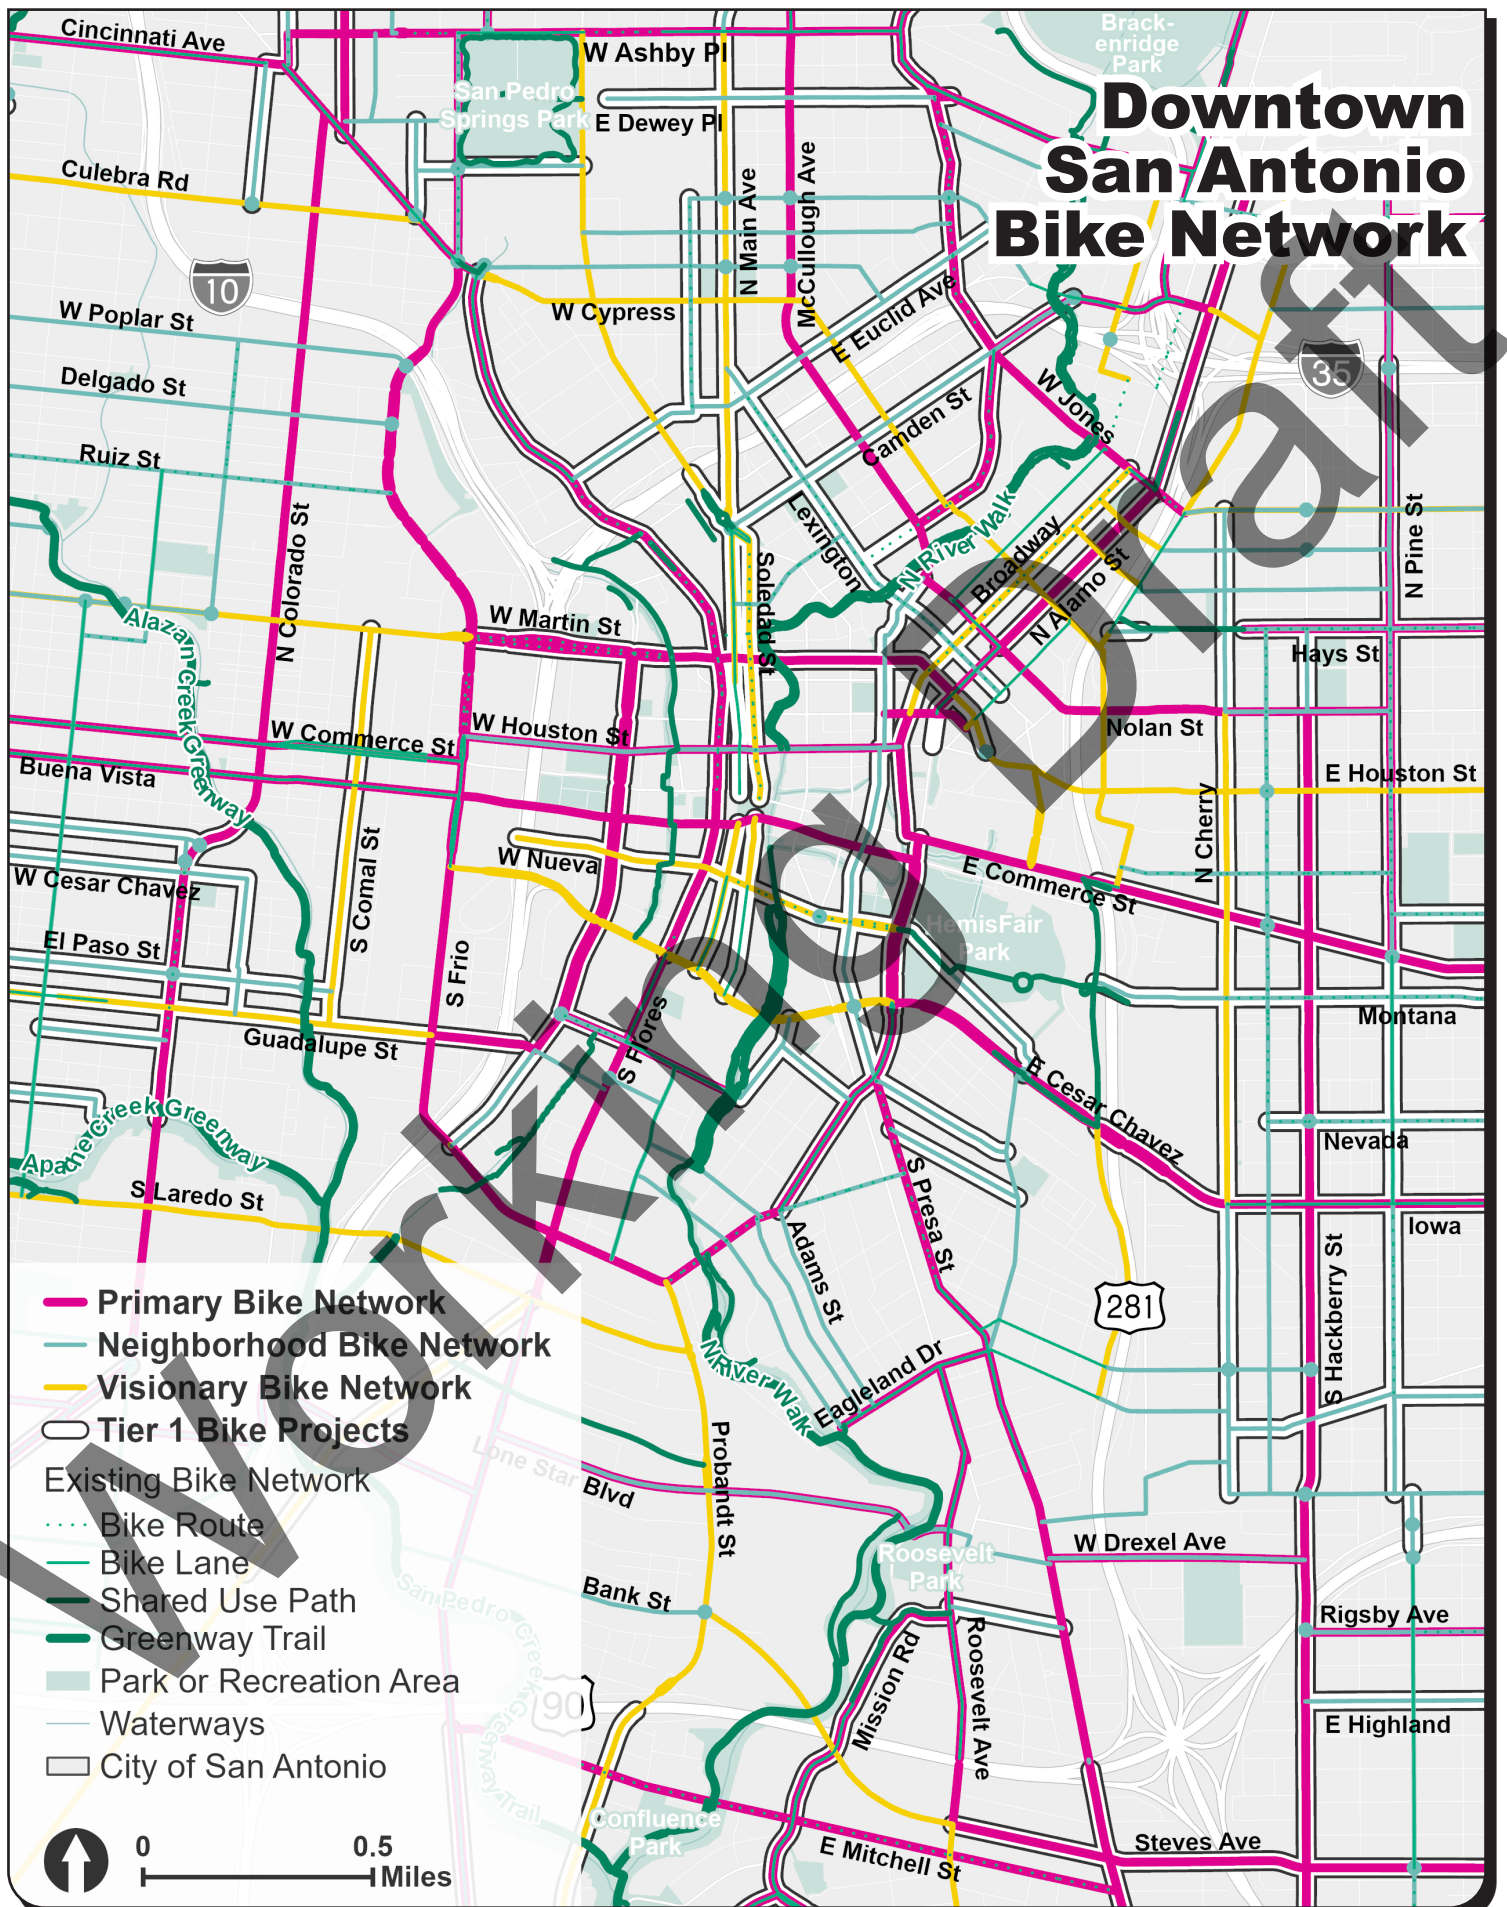 Cincinnati Ave
W Ashby Pl
Brack-
enridge
Park
San Pedro
Springs Park
E Dewey Pl
Downtown
San Antonio
Bike Network
Culebra Rd
N Main Ave
McCullough Ave
10
W Poplar St
W Cypress
E Euclid Ave
35
Delgado St
W Jones
Camden St
Ruiz St
N Colorado St
Lexington
N River Walk
Broadway
N Alamo St
N Pine St
Soledad St
Alazan Creek Greenway
W Martin St
Hays St
W Commerce St
W Houston St
Nolan St
Buena Vista
E Houston St
N Cherry
W Cesar Chavez
W Nueva
E Commerce St
S Comal St
El Paso St
HemisFair
Park
S Frio
Guadalupe St
S Flores
Montana
E Cesar Chavez
Apache Creek Greenway
Nevada
S Laredo St
S Presa St
Iowa
Adams St
281
S Hackberry St
Primary Bike Network
Neighborhood Bike Network
Visionary Bike Network
Tier 1 Bike Projects
Existing Bike Network
Bike Route
Bike Lane
Shared Use Path
Greenway Trail
Park or Recreation Area
Waterways
City of San Antonio
0
0.5
Miles
N River Walk
Eagleland Dr
Probandt St
Lone Star Blvd
W Drexel Ave
Roosevelt
Park
San Pedro Creek Greenway Trail
Bank St
Rigsby Ave
Mission Rd
Roosevelt Ave
90
E Highland
Confluence
Park
E Mitchell St
Steves Ave
Working Draft